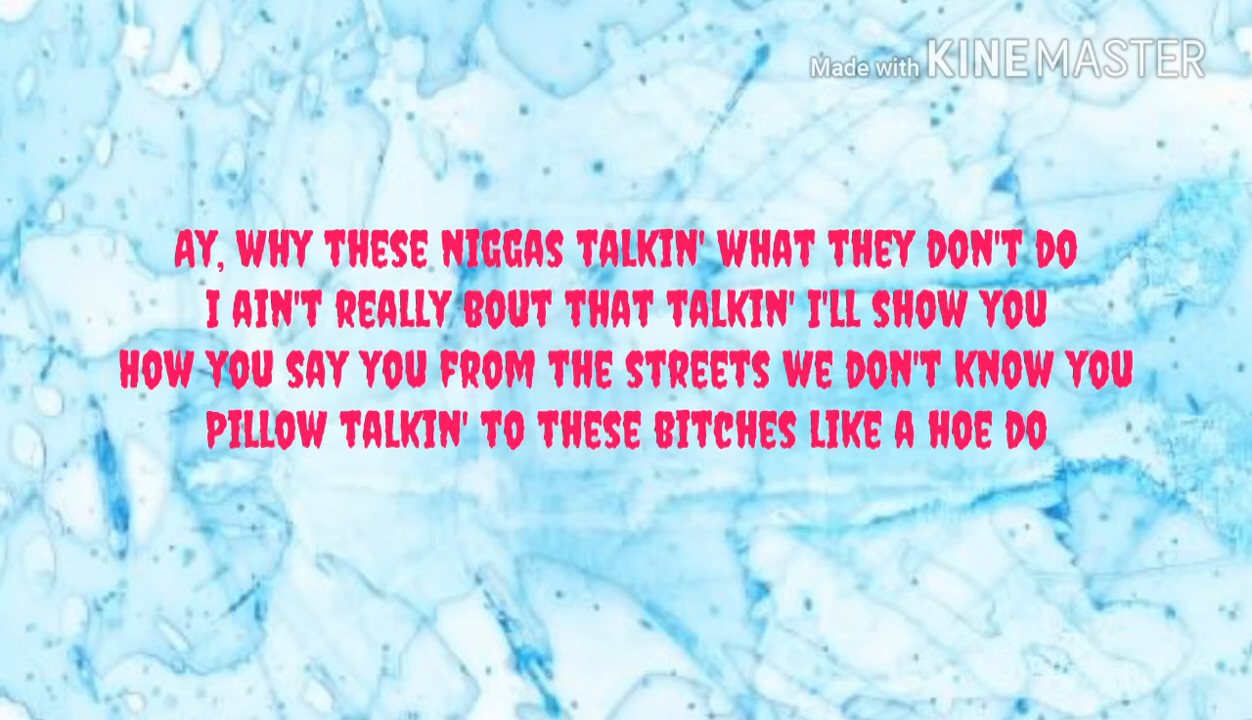 Made with KINEMASTER
AY, WHY THESE NIGGAS TALKIN' WHAT THEY DON'T DO
I AIN'T REALLY BOUT THAT TALKIN' I'LL SHOW YOU
HOW YOU SAY YOU FROM THE STREETS WE DON'T KNOW YOU
PILLOW TALKIN' TO THESE BITCHES LIKE A HOE DO